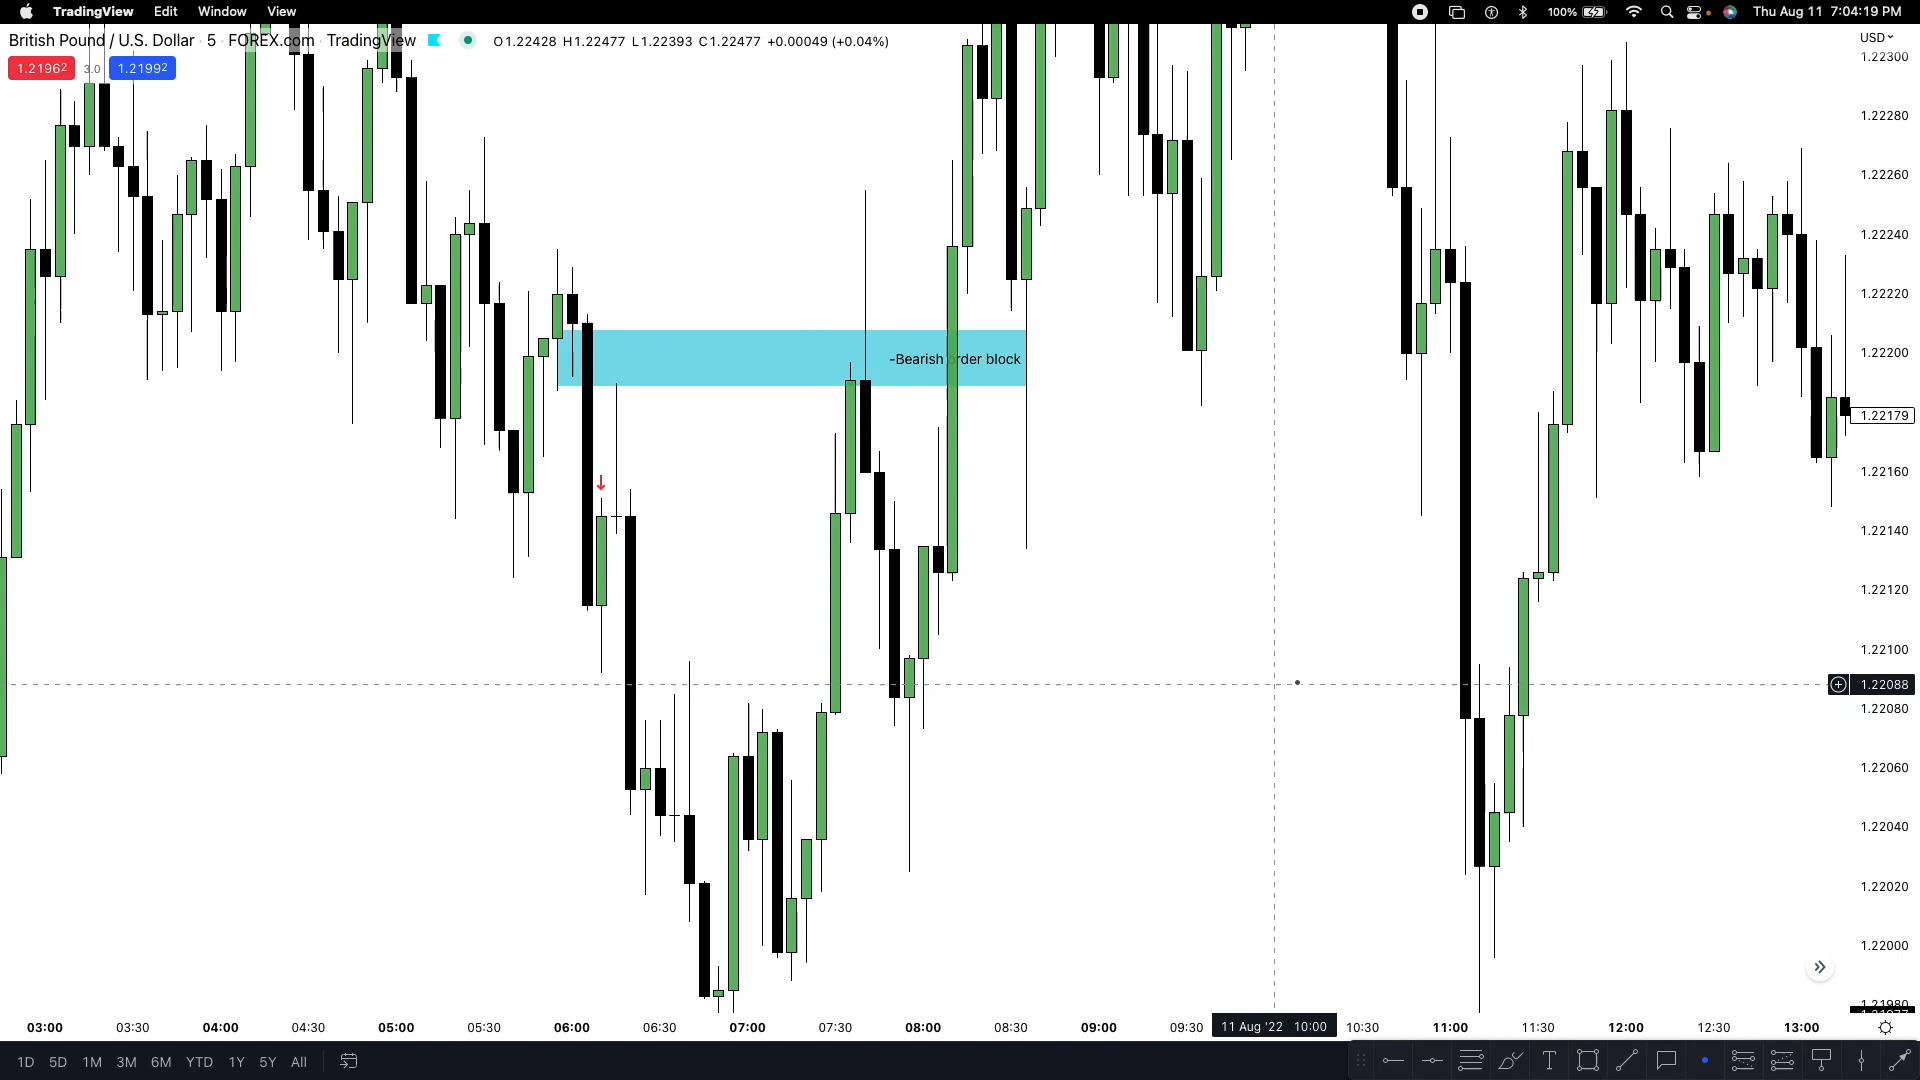 TradingView Edit Window View 100% Thu Aug 11 7:04:19 PM
British Pound / U.S. Dollar · 5 · FOREX.com · TradingView O1.22428 H1.22477 L1.22393 C1.22477 +0.00049 (+0.04%)
USD
1.21962 3.0 1.21992
1.22300
1.22280
1.22260
1.22240
1.22220
1.22200
-Bearish order block
1.22179
1.22160
1.22140
1.22120
1.22100
1.22088
1.22080
1.22060
1.22040
1.22020
1.22000
1.21980
03:00 03:30 04:00 04:30 05:00 05:30 06:00 06:30 07:00 07:30 08:00 08:30 09:00 09:30 11 Aug '22 10:00 10:30 11:00 11:30 12:00 12:30 13:00
1D 5D 1M 3M 6M YTD 1Y 5Y All